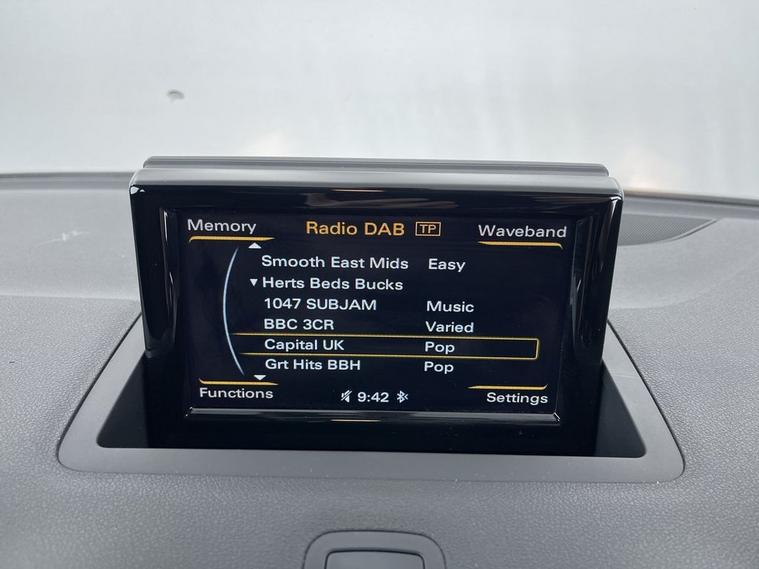 Memory Radio DAB TP Waveband
Smooth East Mids Easy
Herts Beds Bucks
1047 SUBJAM Music
BBC 3CR Varied
Capital UK Pop
Grt Hits BBH Pop
Functions 9:42 Settings